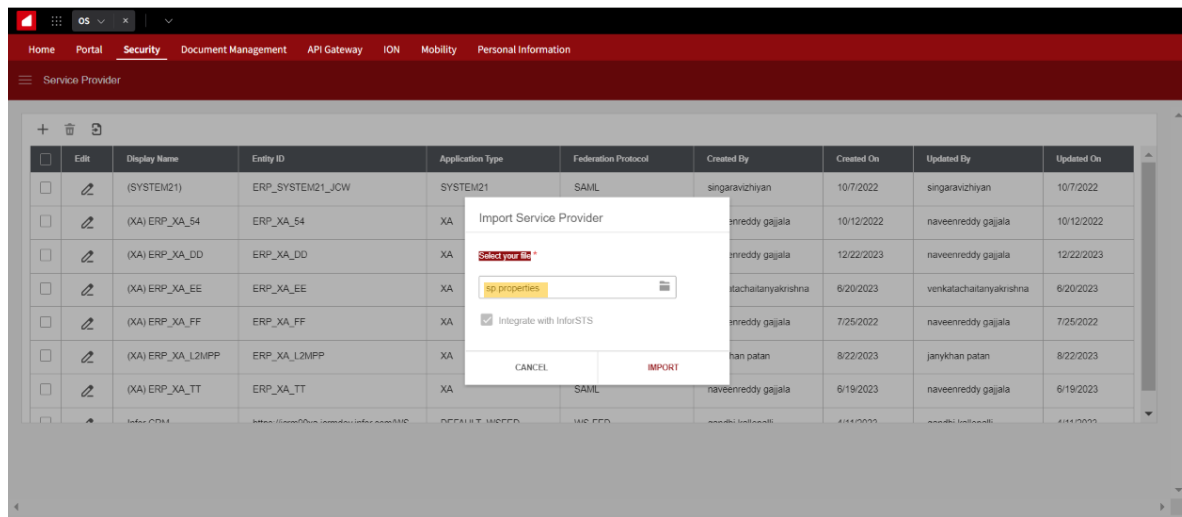 OS
Home Portal Security Document Management API Gateway ION Mobility Personal Information
Service Provider
Edit Display Name Entity ID Application Type Federation Protocol Created By Created On Updated By Updated On
(SYSTEM21) ERP_SYSTEM21_JCW SYSTEM21 SAML singaravizhiyan 10/7/2022 singaravizhiyan 10/7/2022
(XA) ERP_XA_54 ERP_XA_54 XA gajjala 10/12/2022 naveenreddy gajjala 10/12/2022
(XA) ERP_XA_DD ERP_XA_DD XA gajjala 12/22/2023 naveenreddy gajjala 12/22/2023
(XA) ERP_XA_EE ERP_XA_EE XA 6/20/2023 venkatachaitanyakrishna 6/20/2023
(XA) ERP_XA_FF ERP_XA_FF XA gajjala 7/25/2022 naveenreddy gajjala 7/25/2022
(XA) ERP_XA_L2MPP ERP_XA_L2MPP XA patan 8/22/2023 janykhan patan 8/22/2023
(XA) ERP_XA_TT ERP_XA_TT XA SAML naveenreddy gajjala 6/19/2023 naveenreddy gajjala 6/19/2023
Import Service Provider
Select your file *
sp.properties
Integrate with InforSTS
CANCEL IMPORT